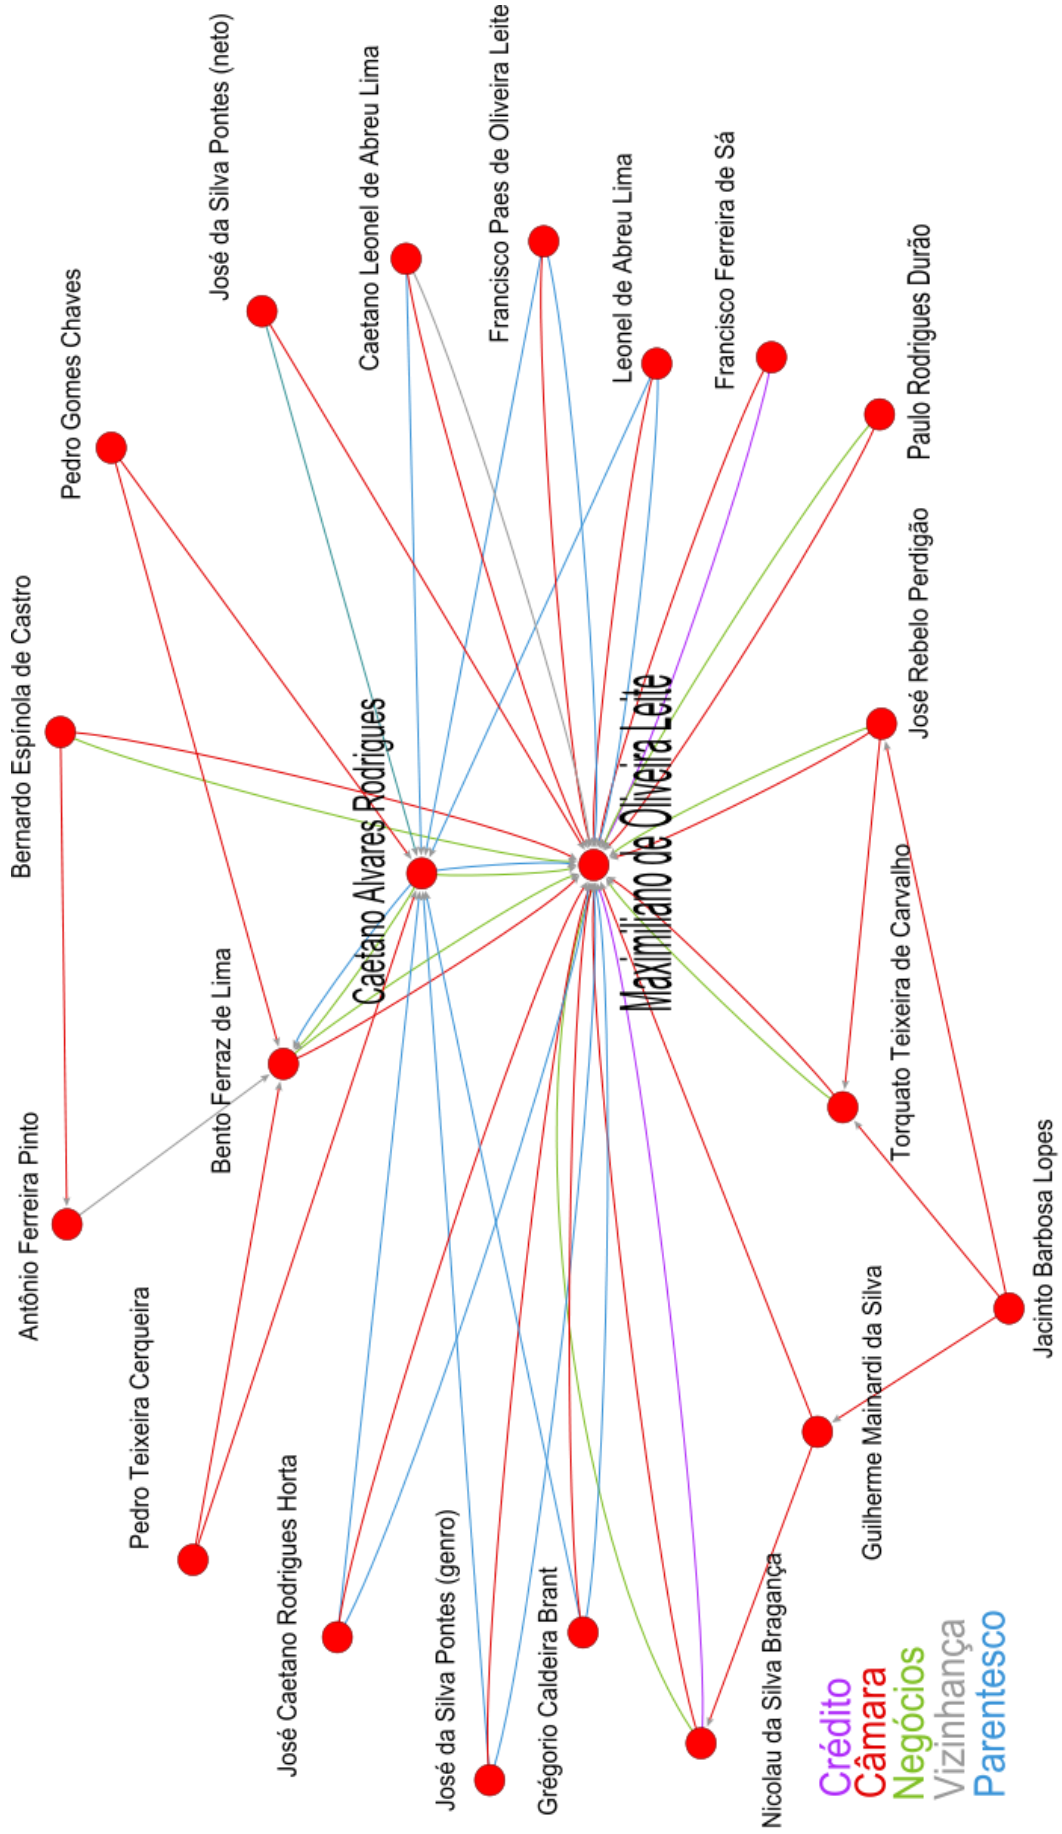 Antônio Ferreira Pinto
Bernardo Espínola de Castro
Pedro Gomes Chaves
Pedro Teixeira Cerqueira
Bento Ferraz de Lima
José da Silva Pontes (neto)
José Caetano Rodrigues Horta
Caetano Alvares Rodrigues
Caetano Leonel de Abreu Lima
José da Silva Pontes (genro)
Francisco Paes de Oliveira Leite
Grégorio Caldeira Brant
Maximiliano de Oliveira Leite
Leonel de Abreu Lima
Francisco Ferreira de Sá
Nicolau da Silva Bragança
Guilherme Mainardi da Silva
Torquato Teixeira de Carvalho
José Rebelo Perdigão
Paulo Rodrigues Durão
Jacinto Barbosa Lopes
Crédito
Câmara
Negócios
Vizinhança
Parentesco